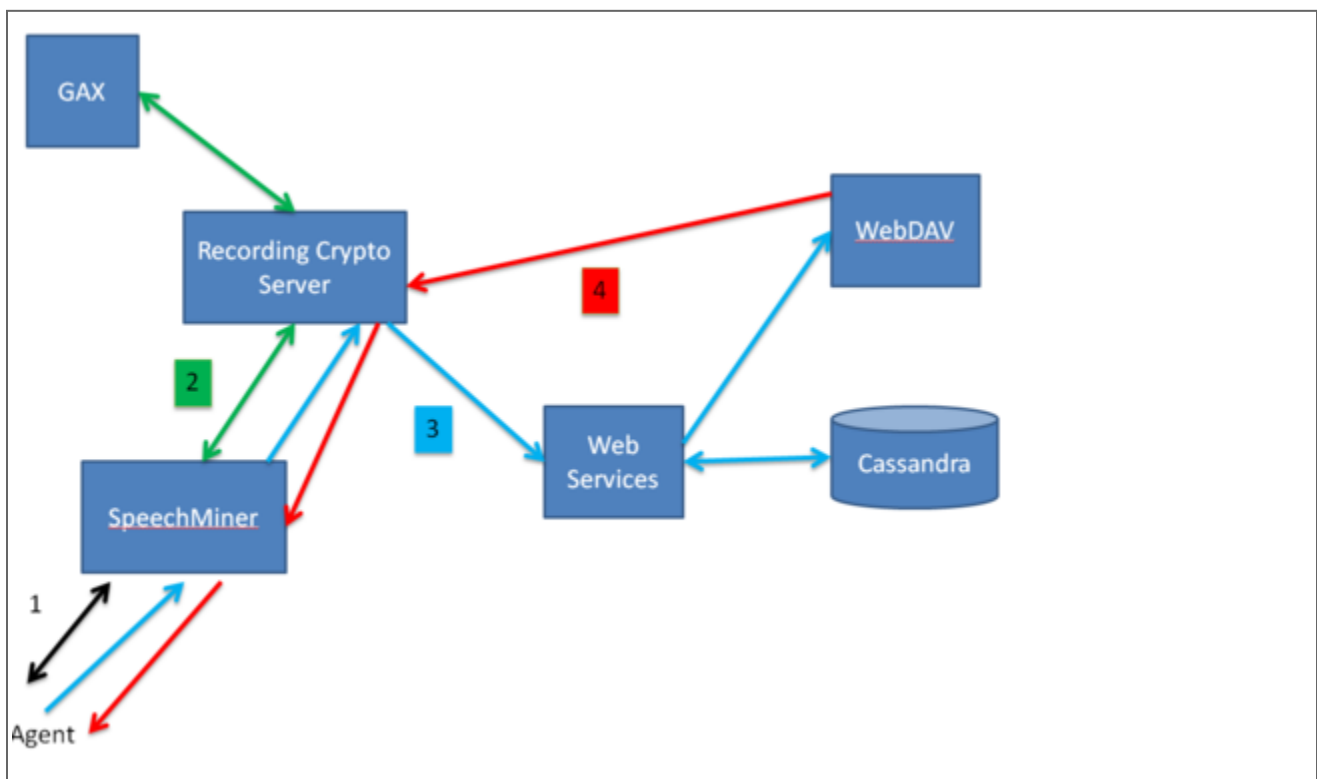 GAX
Recording Crypto
Server
WebDAV
4
2
3
Web
Services
Cassandra
SpeechMiner
1
Agent